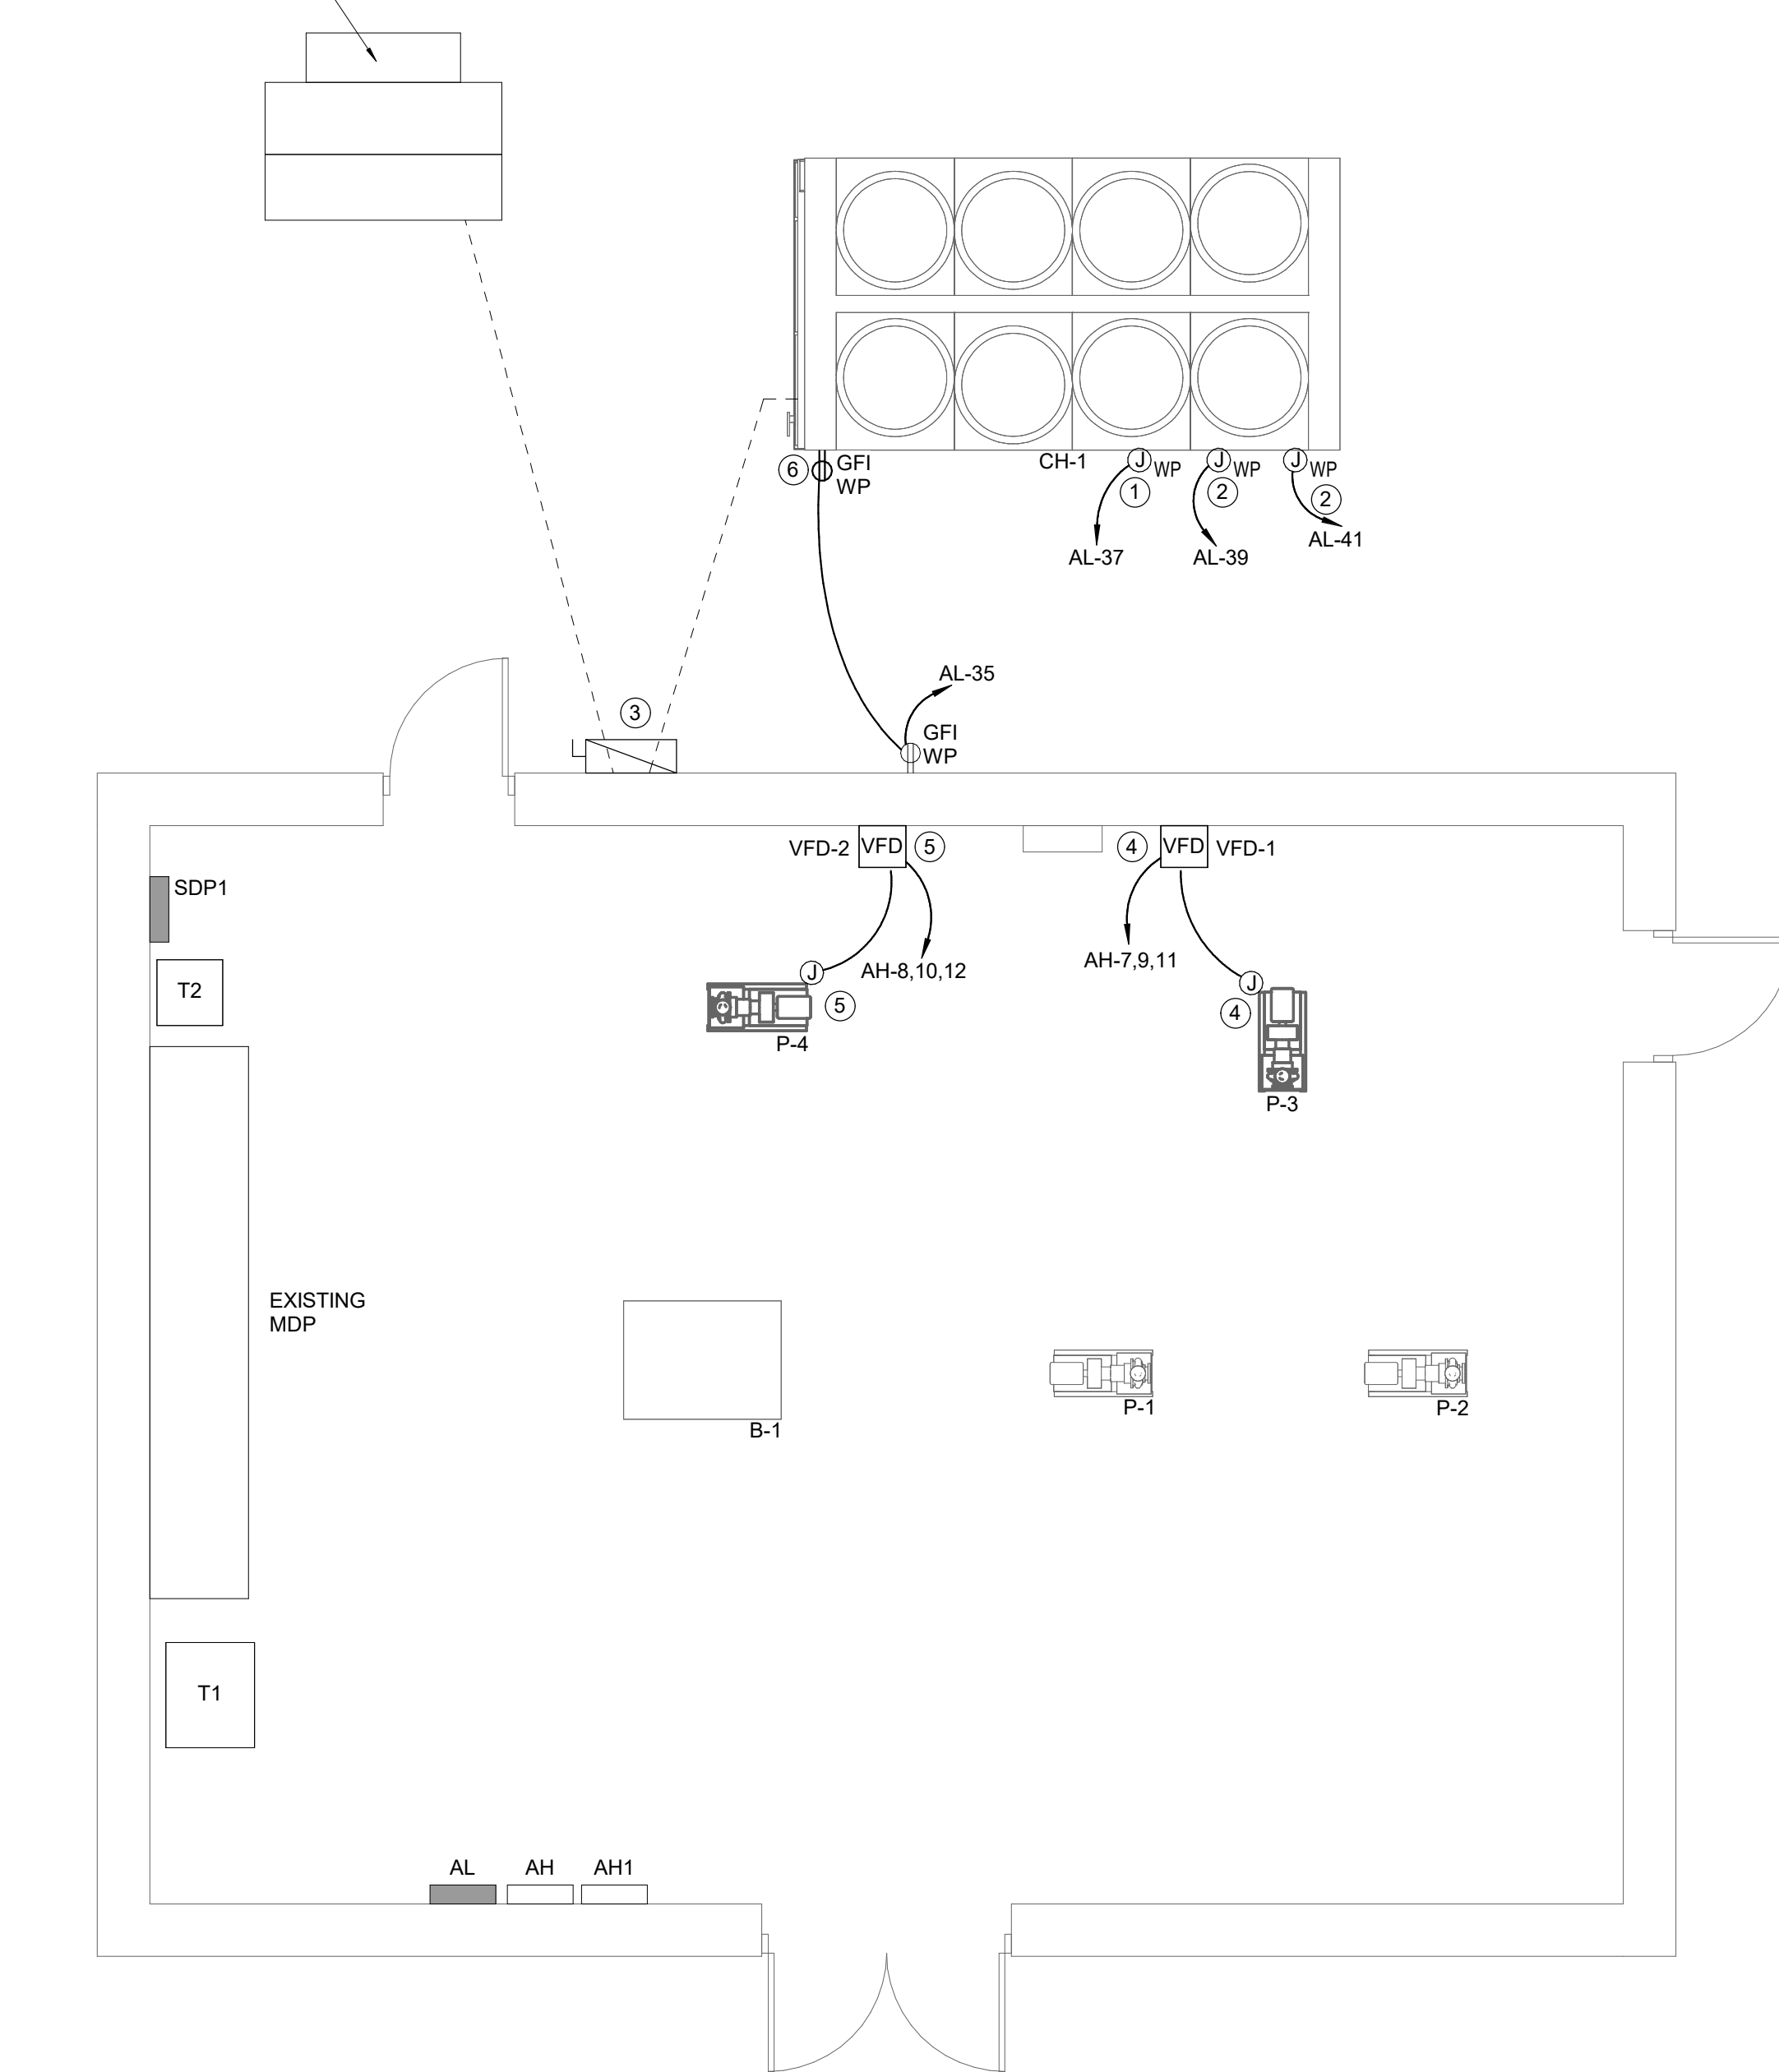 6
GFI
WP
CH-1
J
WP
1
J
WP
2
J
WP
2
AL-37
AL-39
AL-41
AL-35
3
GFI
WP
VFD-2
VFD
5
4
VFD
VFD-1
SDP1
AH-8,10,12
AH-7,9,11
T2
J
5
P-4
J
4
P-3
EXISTING
MDP
B-1
P-1
P-2
T1
AL
AH
AH1